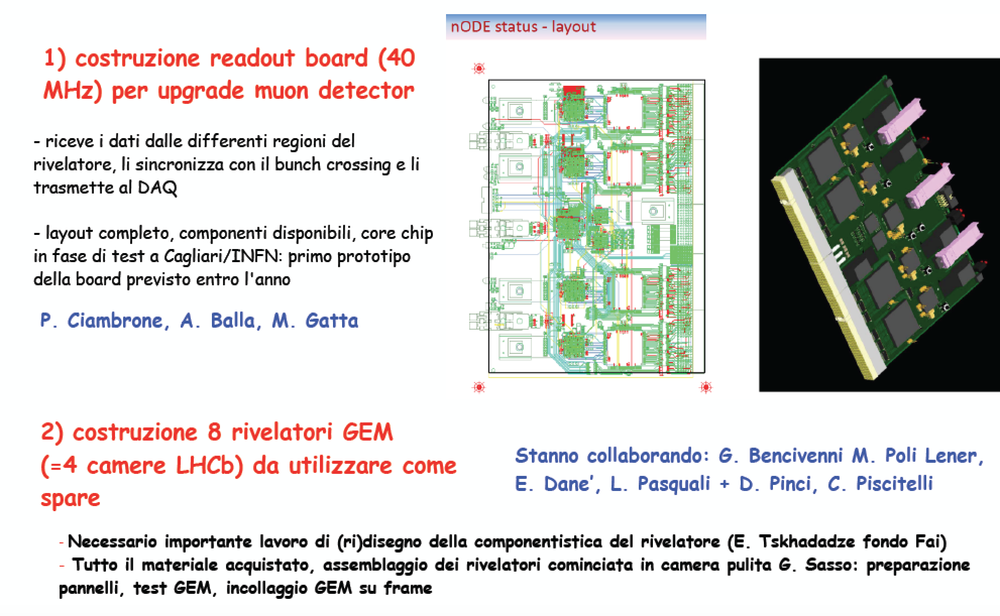 nODE status - layout
1) costruzione readout board (40
MHz) per upgrade muon detector
- riceve i dati dalle differenti regioni del
rivelatore, li sincronizza con il bunch crossing e li
trasmette al DAQ
- layout completo, componenti disponibili, core chip
in fase di test a Cagliari/INFN: primo prototipo
della board previsto entro l'anno
P. Ciambrone, A. Balla, M. Gatta
2) costruzione 8 rivelatori GEM
(=4 camere LHCb) da utilizzare come
spare
Stanno collaborando: G. Bencivenni M. Poli Lener,
E. Dane’, L. Pasquali + D. Pinci, C. Piscitelli
- Necessario importante lavoro di (ri)disegno della componentistica del rivelatore (E. Tskhadadze fondo Fai)
- Tutto il materiale acquistato, assemblaggio dei rivelatori cominciata in camera pulita G. Sasso: preparazione
pannelli, test GEM, incollaggio GEM su frame